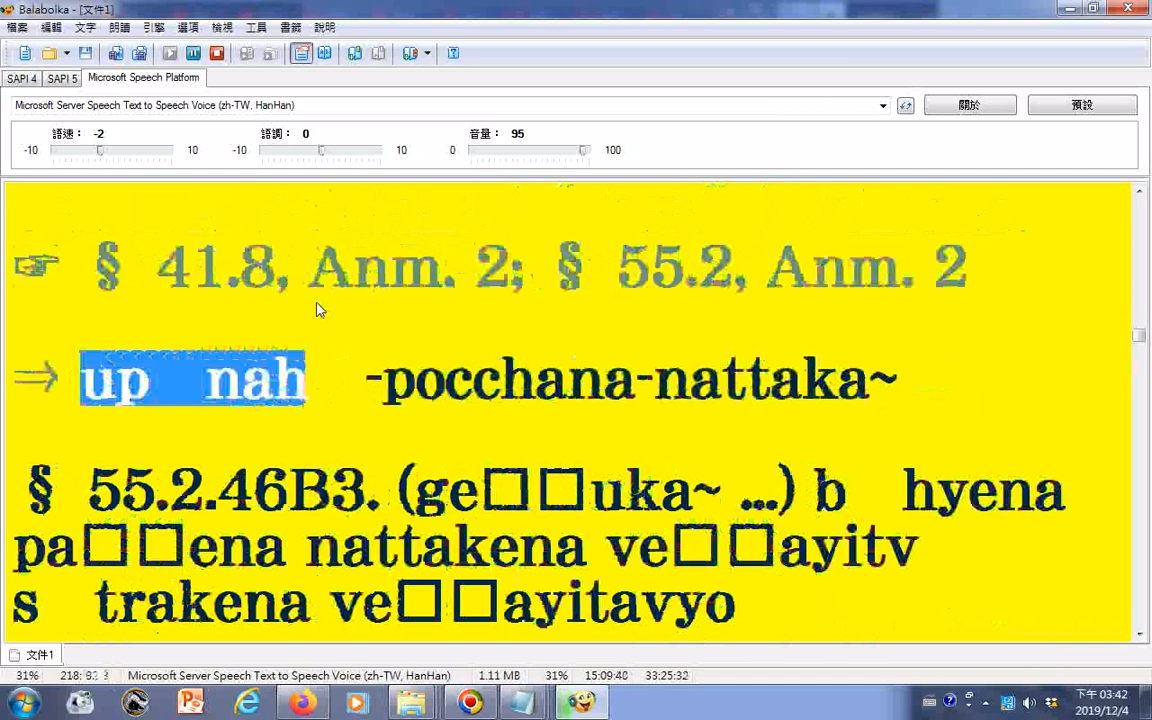 Balabolka - [文件1]
檔案 編輯 文字 朗讀 引擎 選項 檢視 工具 書籤 說明
SAPI 4 SAPI 5 Microsoft Speech Platform
Microsoft Server Speech Text to Speech Voice (zh-TW, HanHan) 關於 預設
語速： -2 語調： 0 音量： 95
-10 10 -10 10 0 100
☞ § 41.8, Anm. 2; § 55.2, Anm. 2
⇒ up nah -pocchana-nattaka~
§ 55.2.46B3. (ge□□uka~ ...) b hyena
pa□□ena nattakena ve□□ayitv
s trakena ve□□ayitavyo
文件1
31% 218: Microsoft Server Speech Text to Speech Voice (zh-TW, HanHan) 1.11 MB 31% 15:09:48 33:25:32
下午 03:42
2019/12/4